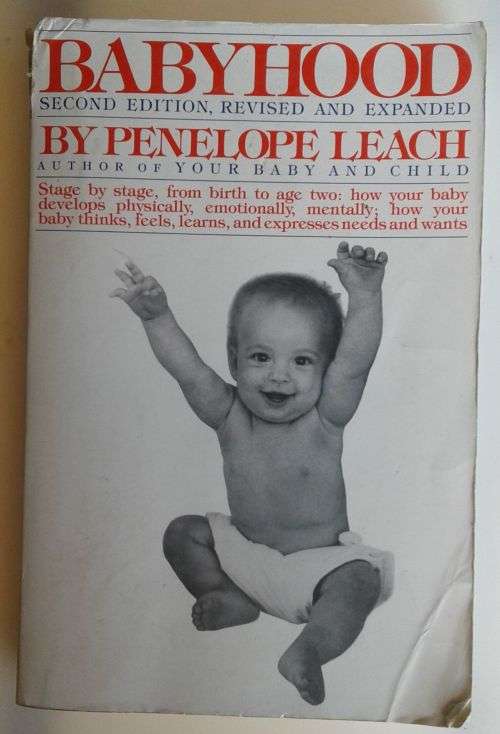 BABYHOOD
SECOND EDITION, REVISED AND EXPANDED
BY PENELOPE LEACH
AUTHOR OF YOUR BABY AND CHILD
Stage by stage, from birth to age two: how your baby
develops physically, emotionally, mentally; how your
baby thinks, feels, learns, and expresses needs and wants